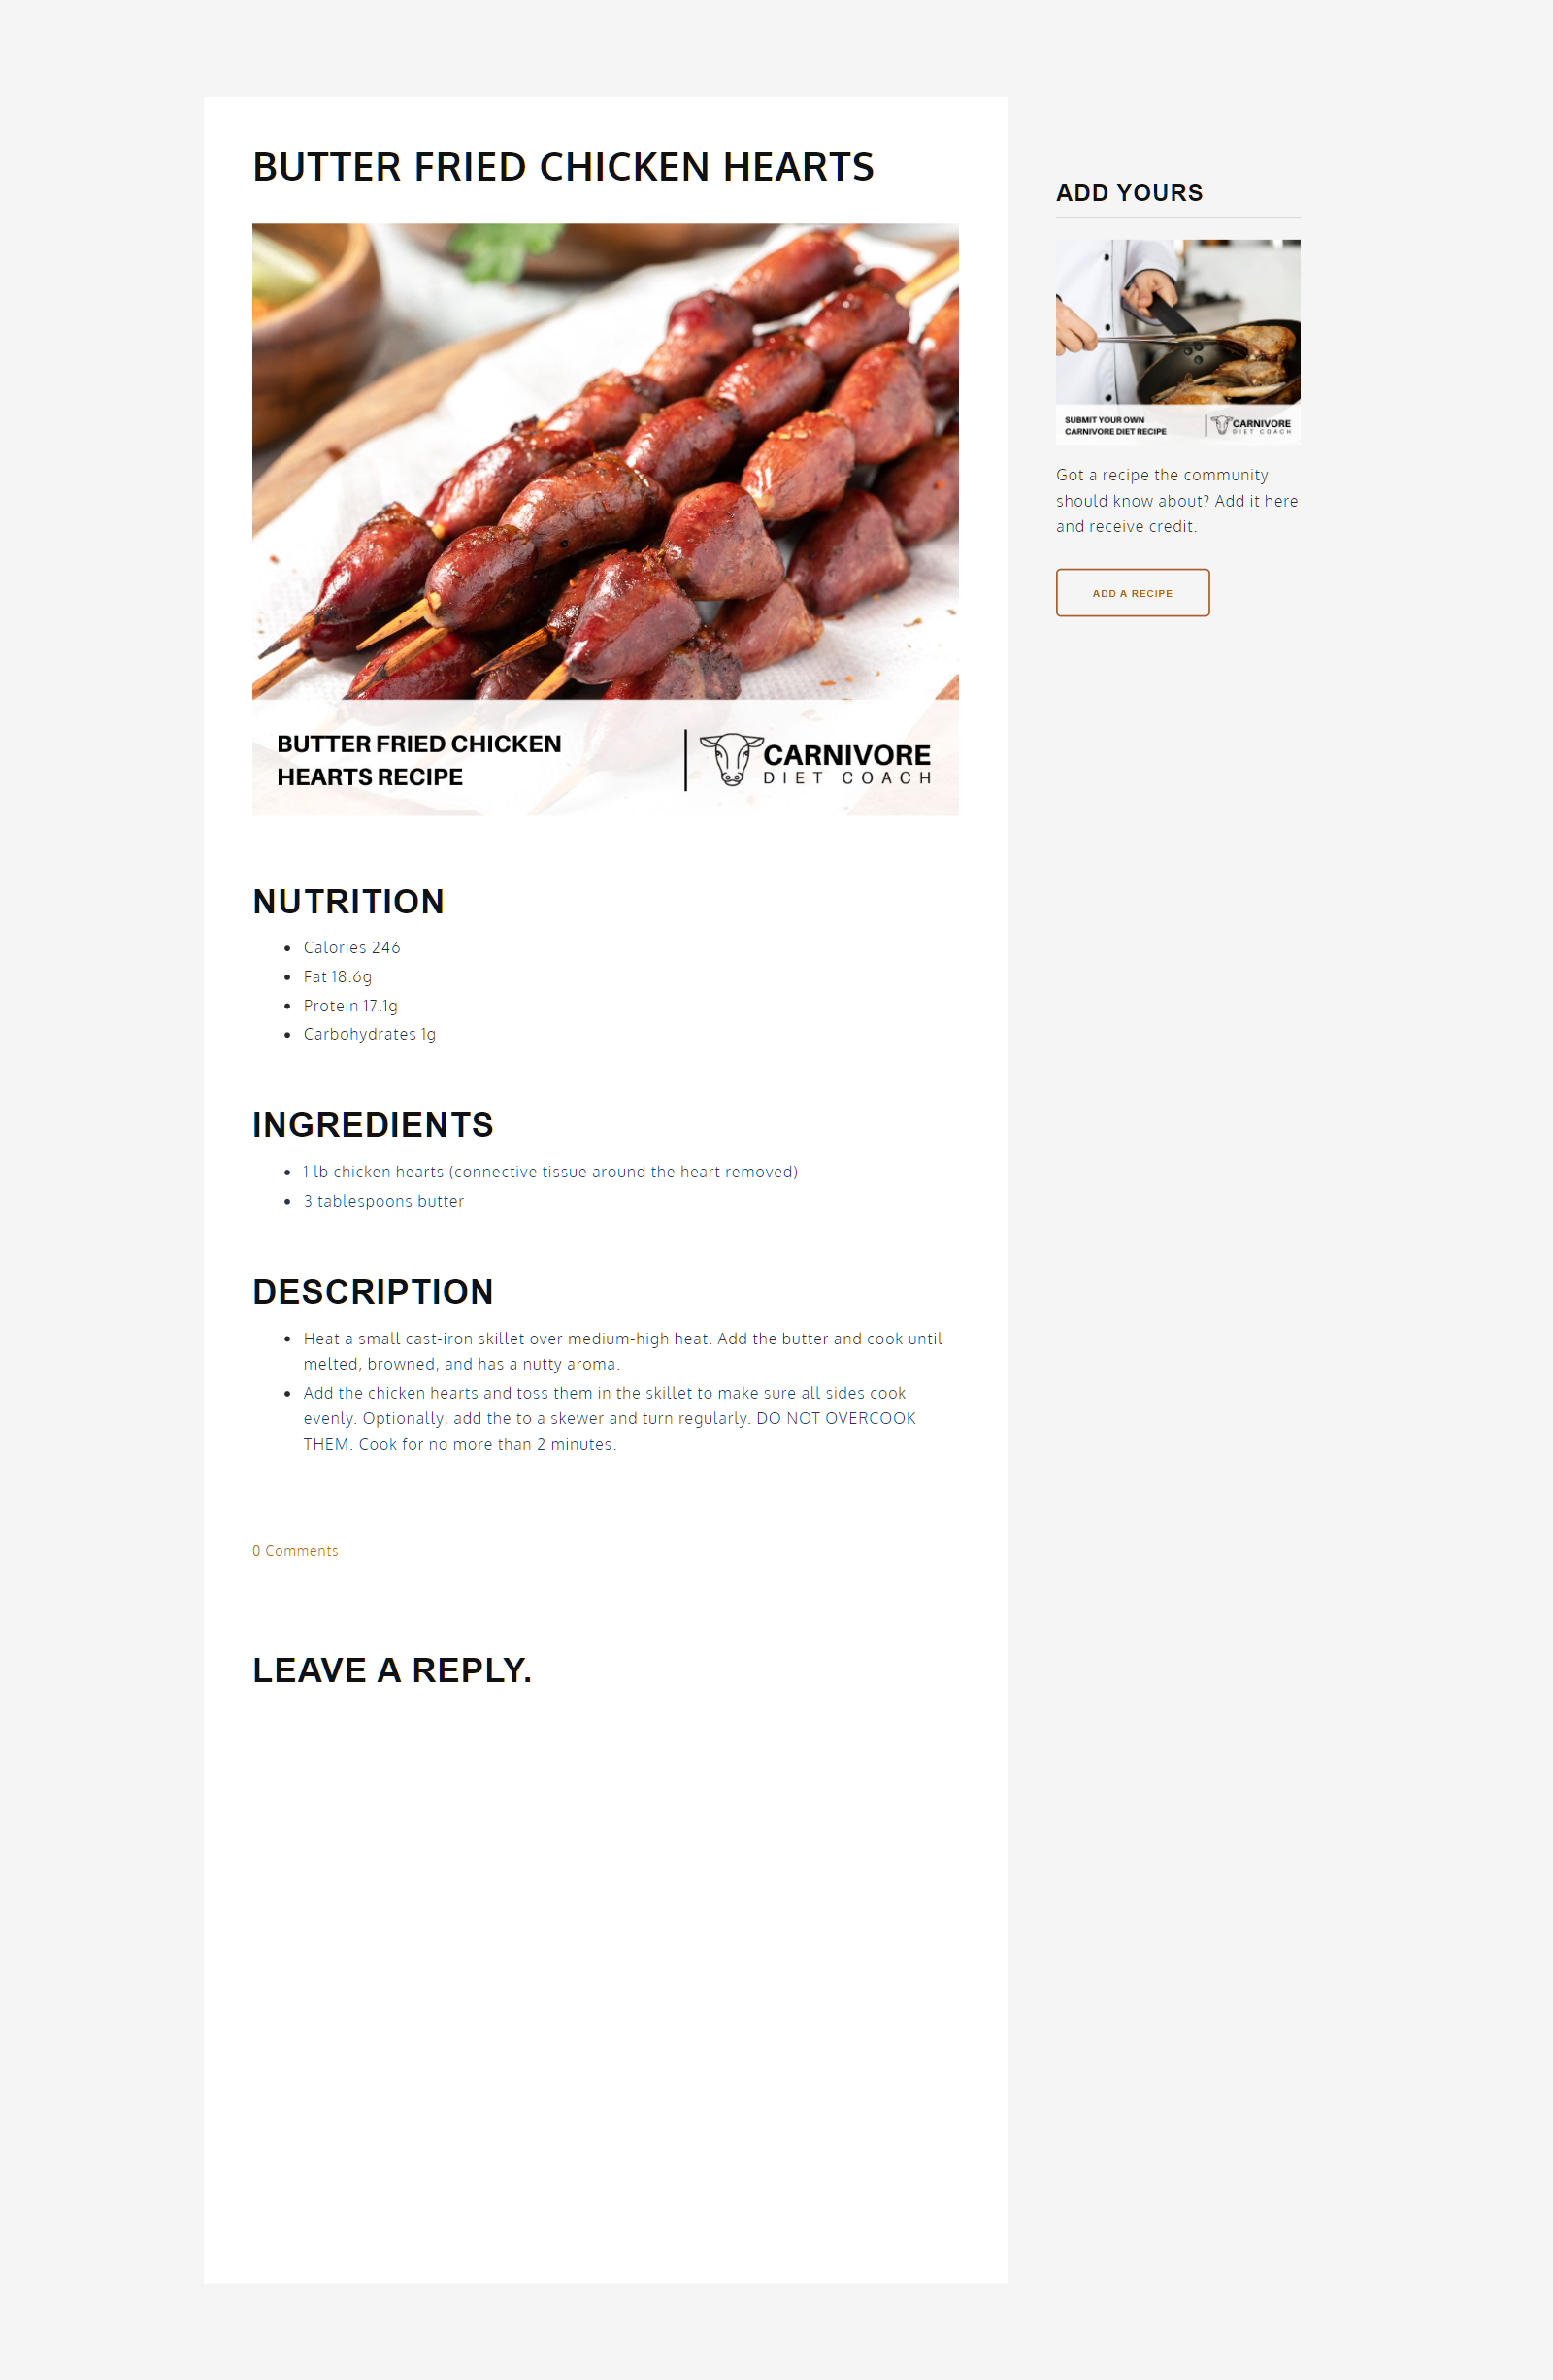 BUTTER FRIED CHICKEN HEARTS
BUTTER FRIED CHICKEN
HEARTS RECIPE
CARNIVORE
DIET COACH
NUTRITION
Calories 246
Fat 18.6g
Protein 17.1g
Carbohydrates 1g
INGREDIENTS
1 lb chicken hearts (connective tissue around the heart removed)
3 tablespoons butter
DESCRIPTION
Heat a small cast-iron skillet over medium-high heat. Add the butter and cook until
melted, browned, and has a nutty aroma.
Add the chicken hearts and toss them in the skillet to make sure all sides cook
evenly. Optionally, add the to a skewer and turn regularly. DO NOT OVERCOOK
THEM. Cook for no more than 2 minutes.
0 Comments
LEAVE A REPLY.
ADD YOURS
SUBMIT YOUR OWN
CARNIVORE DIET RECIPE
CARNIVORE
DIET COACH
Got a recipe the community
should know about? Add it here
and receive credit.
ADD A RECIPE